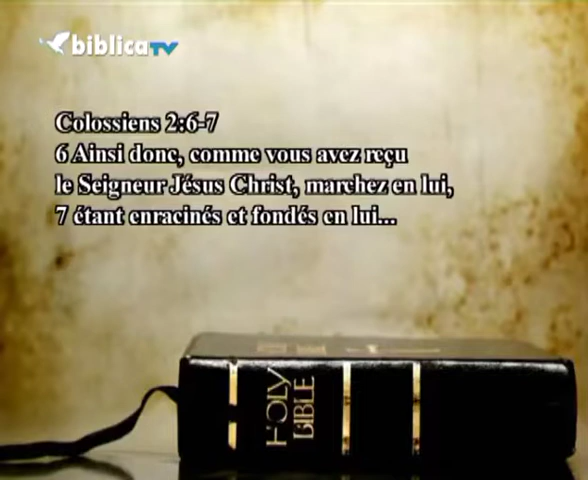 biblicaTV
Colossiens 2:6-7
6 Ainsi donc, comme vous avez reçu
le Seigneur Jésus Christ, marchez en lui,
7 étant enracinés et fondés en lui...
HOLY
BIBLE